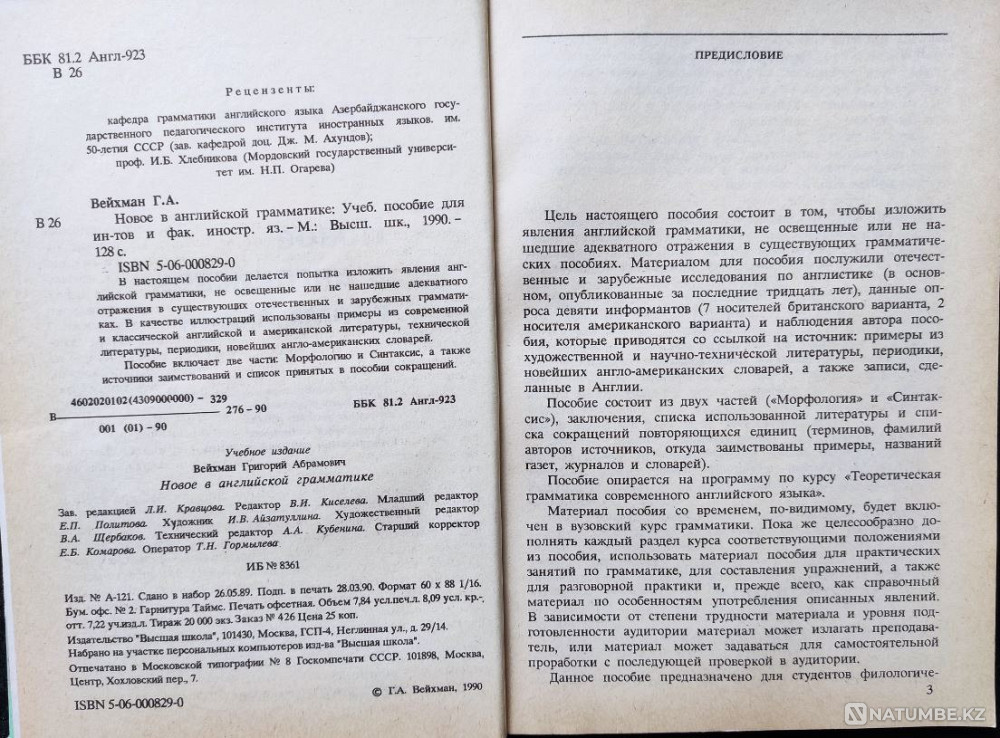 ББК 81.2 Англ-923
В 26
Рецензенты:
кафедра грамматики английского языка Азербайджанского госу-
дарственного педагогического института иностранных языков. им.
50-летия СССР (зав. кафедрой доц. Дж. М. Ахундов);
проф. И.Б. Хлебникова (Мордовский государственный универси-
тет им. Н.П. Огарева)
Вейхман Г.А.
В 26 Новое в английской грамматике: Учеб. пособие для
ин-тов и фак. иностр. яз. – М.: Высш. шк., 1990. –
128 с.
ISBN 5-06-000829-0
В настоящем пособии делается попытка изложить явления анг-
лийской грамматики, не освещенные или не нашедшие адекватного
отражения в существующих отечественных и зарубежных граммати-
ках. В качестве иллюстраций использованы примеры из современной
и классической английской и американской литературы, технической
литературы, периодики, новейших англо-американских словарей.
Пособие включает две части: Морфологию и Синтаксис, а также
источники заимствований и список принятых в пособии сокращений.
В 4602020102(4309000000) – 329
001 (01) – 90
276 – 90
ББК 81.2 Англ-923
Учебное издание
Вейхман Григорий Абрамович
Новое в английской грамматике
Зав. редакцией Л.И. Кравцова. Редактор В.И. Киселева. Младший редактор
Е.П. Политова. Художник И.В. Айзатуллина. Художественный редактор
В.А. Щербаков. Технический редактор А.А. Кубенина. Старший корректор
Е.Б. Комарова. Оператор Т.Н. Гормылева.
ИБ № 8361
Изд. № А-121. Сдано в набор 26.05.89. Подп. в печать 28.03.90. Формат 60 х 88 1/16.
Бум. офс. № 2. Гарнитура Таймс. Печать офсетная. Объем 7,84 усл.печ.л. 8,09 усл. кр.-
отт. 7,22 уч.изд.л. Тираж 20 000 экз. Заказ № 426 Цена 25 коп.
Издательство "Высшая школа", 101430, Москва, ГСП-4, Неглинная ул., д. 29/14.
Набрано на участке персональных компьютеров изд-ва "Высшая школа".
Отпечатано в Московской типографии № 8 Госкомпечати СССР. 101898, Москва,
Центр, Хохловский пер., 7.
© Г.А. Вейхман, 1990
ISBN 5-06-000829-0
ПРЕДИСЛОВИЕ
Цель настоящего пособия состоит в том, чтобы изложить
явления английской грамматики, не освещенные или не на-
шедшие адекватного отражения в существующих грамматиче-
ских пособиях. Материалом для пособия послужили отечест-
венные и зарубежные исследования по англистике (в основ-
ном, опубликованные за последние тридцать лет), данные оп-
роса девяти информантов (7 носителей британского варианта, 2
носителя американского варианта) и наблюдения автора посо-
бия, которые приводятся со ссылкой на источник: примеры из
художественной и научно-технической литературы, периодики,
новейших англо-американских словарей, а также записи, сде-
ланные в Англии.
Пособие состоит из двух частей («Морфология» и «Синтак-
сис»), заключения, списка использованной литературы и спи-
ска сокращений повторяющихся единиц (терминов, фамилий
авторов источников, откуда заимствованы примеры, названий
газет, журналов и словарей).
Пособие опирается на программу по курсу «Теоретическая
грамматика современного английского языка».
Материал пособия со временем, по-видимому, будет вклю-
чен в вузовский курс грамматики. Пока же целесообразно до-
полнять каждый раздел курса соответствующими положениями
из пособия, использовать материал пособия для практических
занятий по грамматике, для составления упражнений, а также
для разговорной практики и, прежде всего, как справочный
материал по особенностям употребления описанных явлений.
В зависимости от степени трудности материала и уровня под-
готовленности аудитории материал может излагать преподава-
тель, или материал может задаваться для самостоятельной
проработки с последующей проверкой в аудитории.
Данное пособие предназначено для студентов филологиче-
3
NATUMBE.KZ